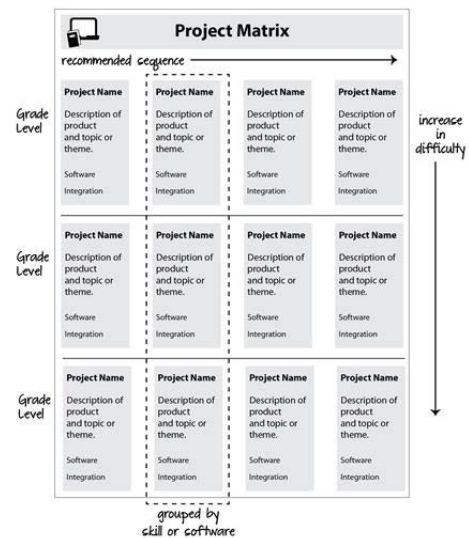 Project Matrix
recommended sequence
Grade
Level
Project Name
Description of
product
and topic or
theme.
Software
Integration
Project Name
Description of
product
and topic or
theme.
Software
Integration
Project Name
Description of
product
and topic or
theme.
Software
Integration
Project Name
Description of
product
and topic or
theme.
Software
Integration
increase
in
difficulty
Grade
Level
Project Name
Description of
product
and topic or
theme.
Software
Integration
Project Name
Description of
product
and topic or
theme.
Software
Integration
Project Name
Description of
product
and topic or
theme.
Software
Integration
Project Name
Description of
product
and topic or
theme.
Software
Integration
Grade
Level
Project Name
Description of
product
and topic or
theme.
Software
Integration
Project Name
Description of
product
and topic or
theme.
Software
Integration
Project Name
Description of
product
and topic or
theme.
Software
Integration
Project Name
Description of
product
and topic or
theme.
Software
Integration
grouped by
skill or software